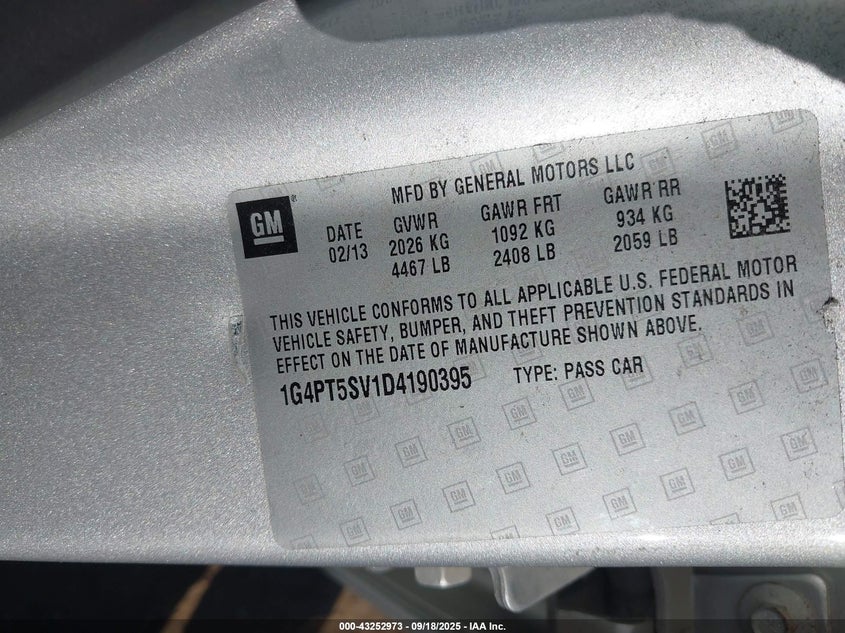 MFD BY GENERAL MOTORS LLC
GM
DATE GVWR GAWR FRT GAWR RR
02/13 2026 KG 1092 KG 934 KG
4467 LB 2408 LB 2059 LB
THIS VEHICLE CONFORMS TO ALL APPLICABLE U.S. FEDERAL MOTOR
VEHICLE SAFETY, BUMPER, AND THEFT PREVENTION STANDARDS IN
EFFECT ON THE DATE OF MANUFACTURE SHOWN ABOVE.
1G4PT5SV1D4190395 TYPE: PASS CAR
000-43252973 - 09/18/2025 - IAA Inc.